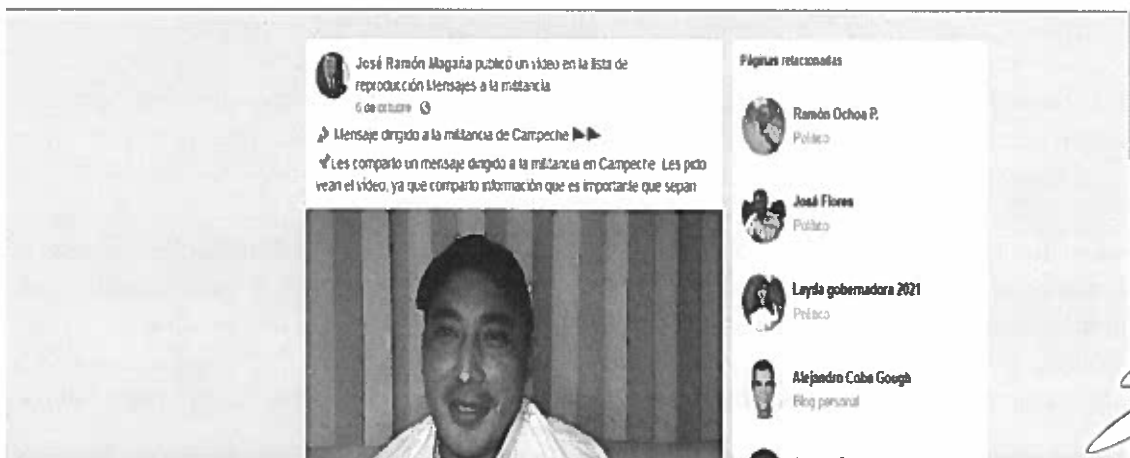 José Ramón Magaña publicó un video en la lista de
reproducción Mensajes a la militancia
6 de octubre
Mensaje dirigido a la militancia de Campeche
Les comparto un mensaje dirigido a la militancia en Campeche. Les pido
vean el video, ya que comparto información que es importante que sepan
Páginas relacionadas
Ramón Ochoa P.
Político
José Flores
Político
Layda gobernadora 2021
Político
Alejandro Coba Gough
Blog personal